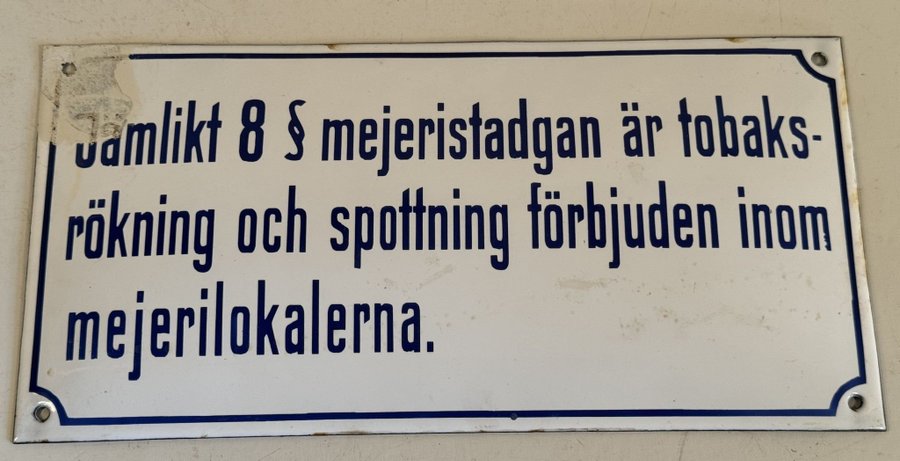 Jämlikt 8 § mejeristadgan är tobaks-
rökning och spottning förbjuden inom
mejerilokalerna.